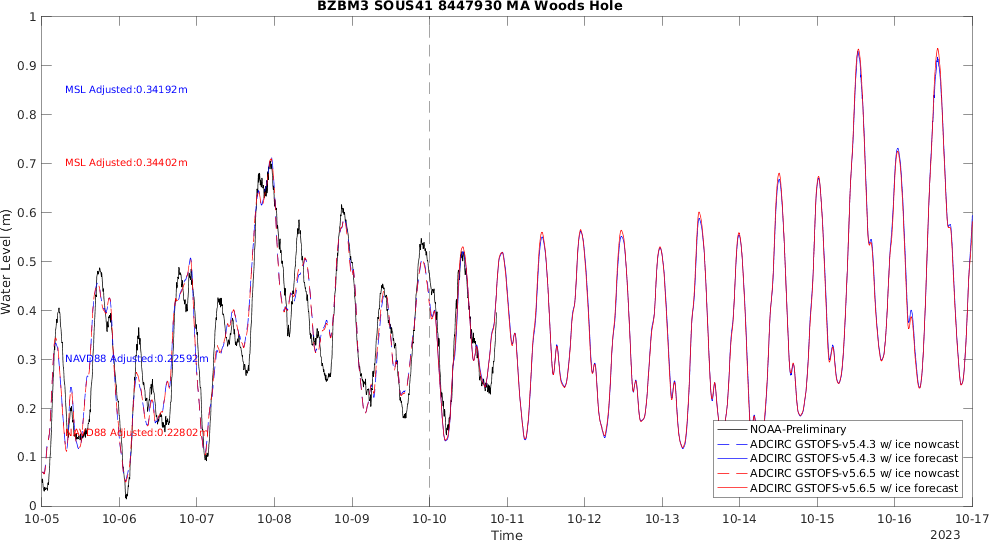 BZBM3 SOUS41 8447930 MA Woods Hole
1
0.9
0.8
0.7
0.6
0.5
0.4
0.3
0.2
0.1
0
Water Level (m)
MSL Adjusted:0.34192m
MSL Adjusted:0.34402m
NAVD88 Adjusted:0.22592m
NAVD88 Adjusted:0.22802m
NOAA-Preliminary
ADCIRC GSTOFS-v5.4.3 w/ ice nowcast
ADCIRC GSTOFS-v5.4.3 w/ ice forecast
ADCIRC GSTOFS-v5.6.5 w/ ice nowcast
ADCIRC GSTOFS-v5.6.5 w/ ice forecast
10-05 10-06 10-07 10-08 10-09 10-10 10-11 10-12 10-13 10-14 10-15 10-16 10-17
Time
2023